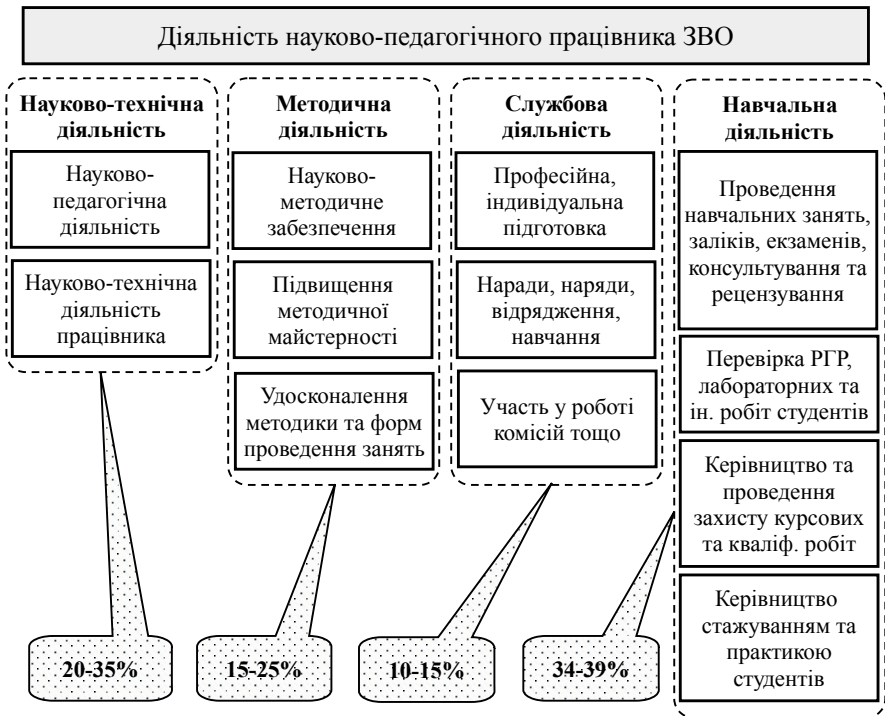 Діяльність науково-педагогічного працівника ЗВО
Науково-технічна
діяльність
Науково-
педагогічна
діяльність
Науково-технічна
діяльність
працівника
Методична
діяльність
Науково-
методичне
забезпечення
Підвищення
методичної
майстерності
Удосконалення
методики та форм
проведення занять
Службова
діяльність
Професійна,
індивідуальна
підготовка
Наради, наряди,
відрядження,
навчання
Участь у роботі
комісій тощо
Навчальна
діяльність
Проведення
навчальних занять,
заліків, екзаменів,
консультування та
рецензування
Перевірка РГР,
лабораторних та
ін. робіт студентів
Керівництво та
проведення
захисту курсових
та кваліф. робіт
Керівництво
стажуванням та
практикою
студентів
20-35%
15-25%
10-15%
34-39%